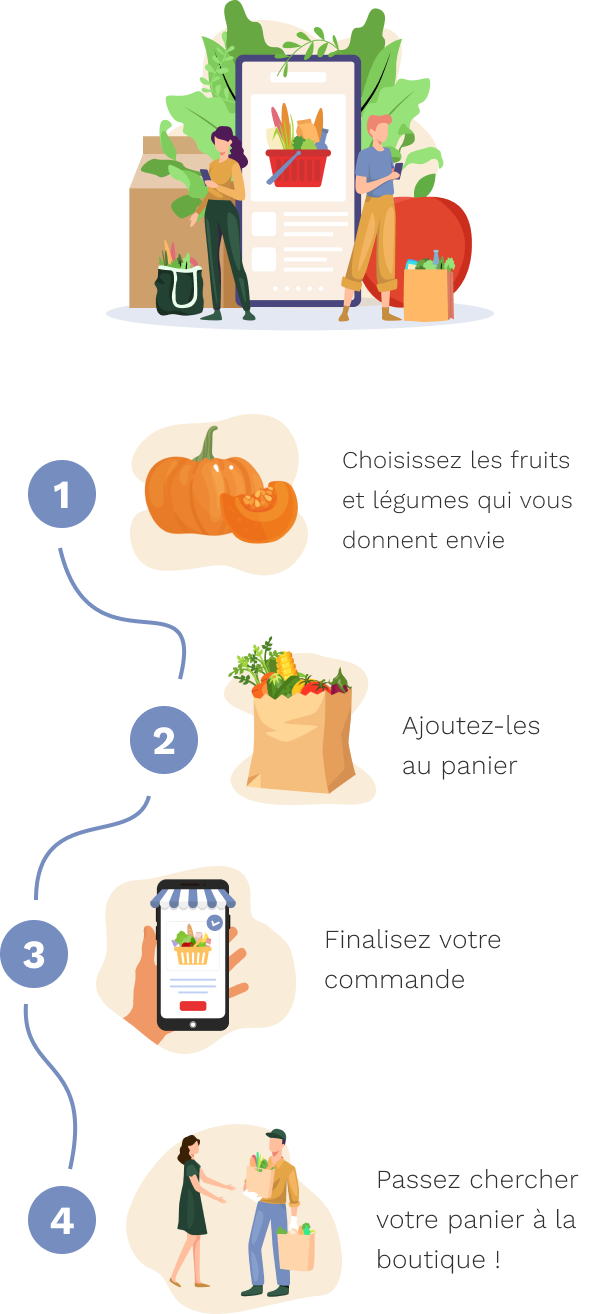 1
Choisissez les fruits
et légumes qui vous
donnent envie
2
Ajoutez-les
au panier
3
Finalisez votre
commande
4
Passez chercher
votre panier à la
boutique !